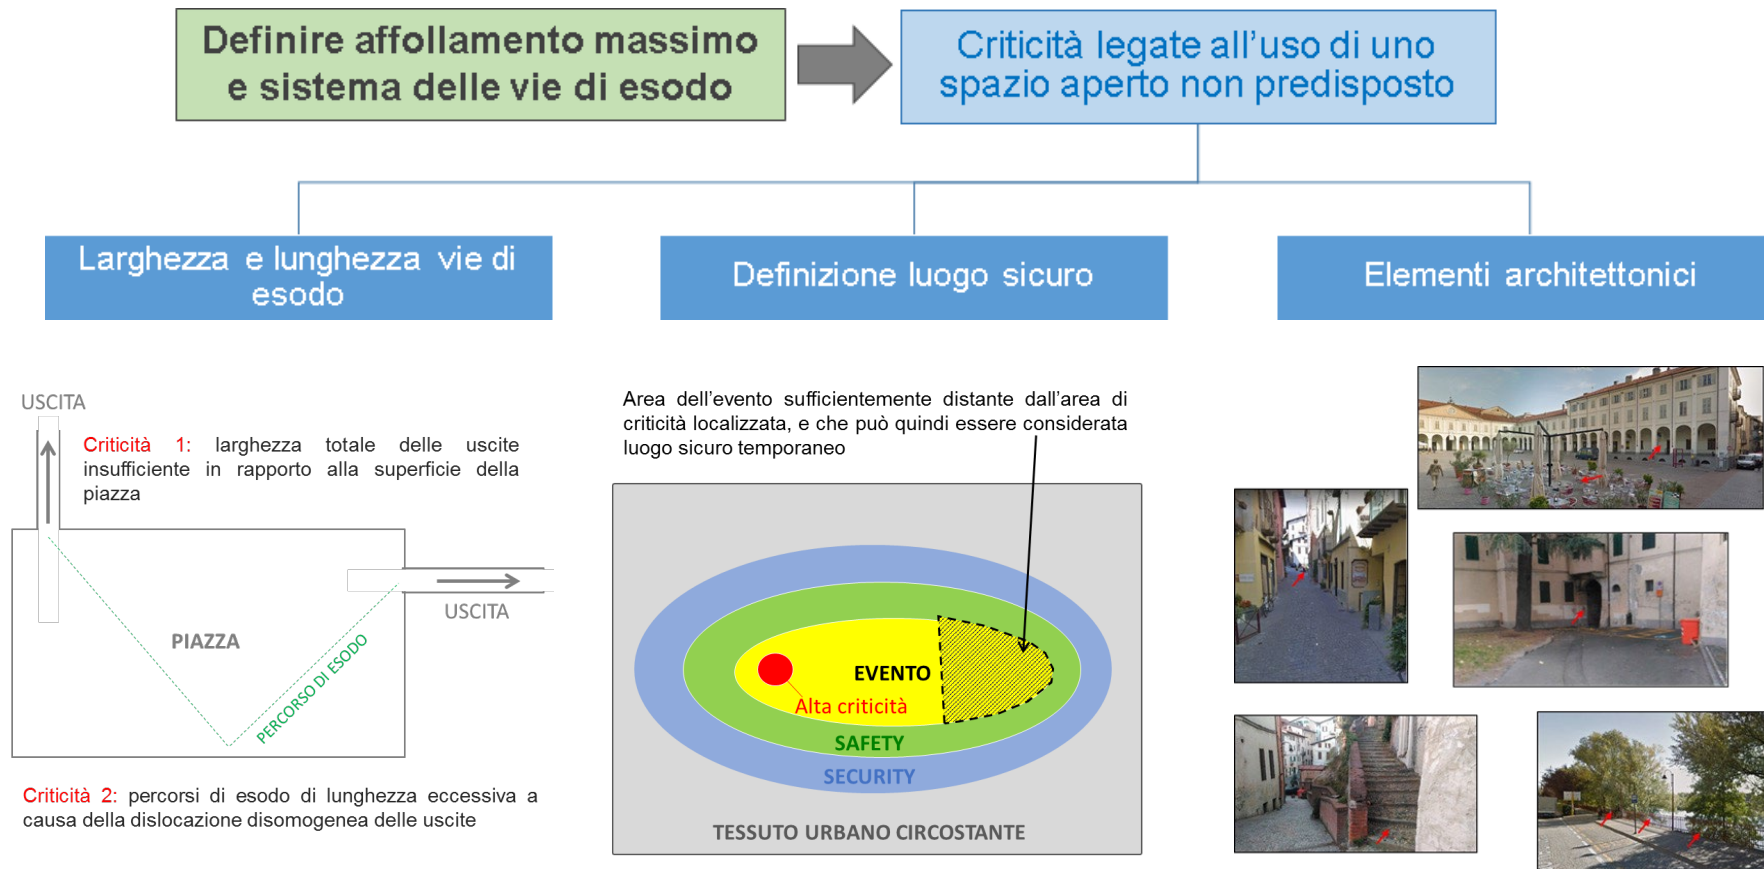 Definire affollamento massimo
e sistema delle vie di esodo
Criticità legate all'uso di uno
spazio aperto non predisposto
Larghezza e lunghezza vie di
esodo
Definizione luogo sicuro
Elementi architettonici
USCITA
Criticità 1: larghezza totale delle uscite
insufficiente in rapporto alla superficie della
piazza
USCITA
PIAZZA
PERCORSO DI ESODO
Criticità 2: percorsi di esodo di lunghezza eccessiva a
causa della dislocazione disomogenea delle uscite
Area dell'evento sufficientemente distante dall'area di
criticità localizzata, e che può quindi essere considerata
luogo sicuro temporaneo
EVENTO
Alta criticità
SAFETY
SECURITY
TESSUTO URBANO CIRCOSTANTE